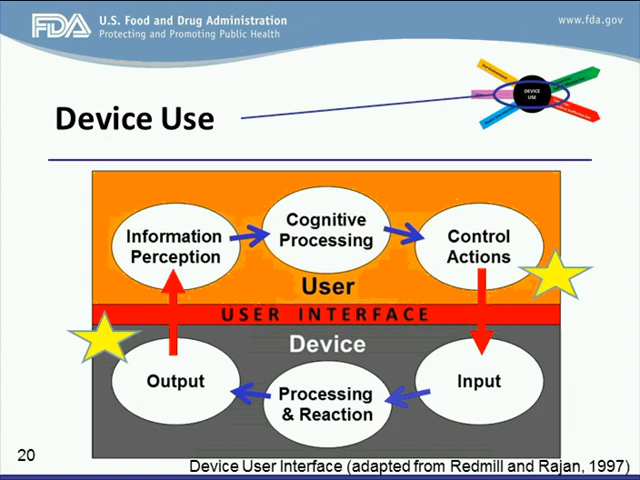 FDA
U.S. Food and Drug Administration
Protecting and Promoting Public Health
www.fda.gov
DEVICE
USE
Device Use
Information
Perception
Cognitive
Processing
Control
Actions
User
USER INTERFACE
Device
Output
Processing
& Reaction
Input
20
Device User Interface (adapted from Redmill and Rajan, 1997)